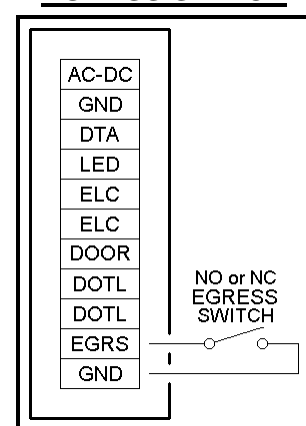 AC-DC
GND
DTA
LED
ELC
ELC
DOOR
DOTL
DOTL
EGRS
GND
NO or NC
EGRESS
SWITCH